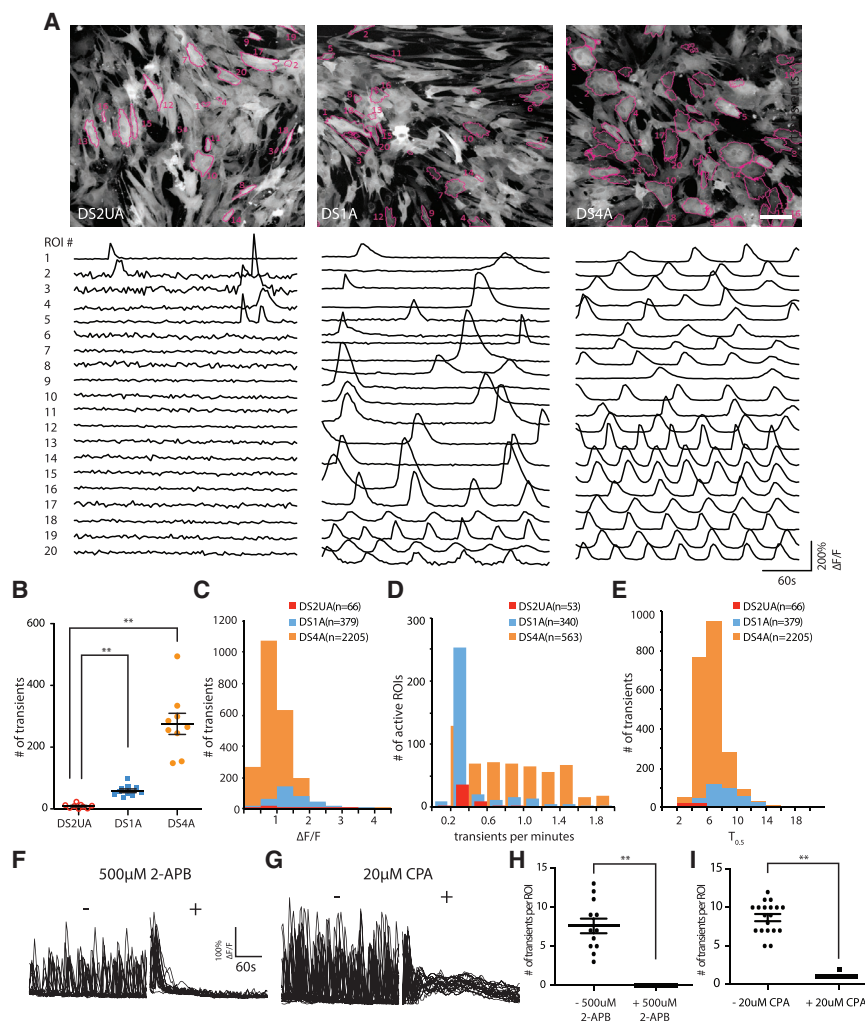 A
DS2UA
DS1A
DS4A
ROI #
1
2
3
4
5
6
7
8
9
10
11
12
13
14
15
16
17
18
19
20
60s
200%
ΔF/F
B
# of transients
600
400
200
0
DS2UA DS1A DS4A
**
**
C
# of transients
1200
1000
800
600
400
200
0
DS2UA(n=66)
DS1A(n=379)
DS4A(n=2205)
1 2 3 4
ΔF/F
D
# of active ROIs
300
200
100
0
DS2UA(n=53)
DS1A(n=340)
DS4A(n=563)
0.2 0.6 1.0 1.4 1.8
transients per minutes
E
# of transients
1000
800
600
400
200
0
DS2UA(n=66)
DS1A(n=379)
DS4A(n=2205)
2 6 10 14 18
T0.5
F
500µM 2-APB
- +
100%
ΔF/F
60s
G
20µM CPA
- +
H
# of transients per ROI
15
10
5
0
**
- 500uM + 500uM
2-APB 2-APB
I
# of transients per ROI
15
10
5
0
**
- 20uM CPA + 20uM CPA